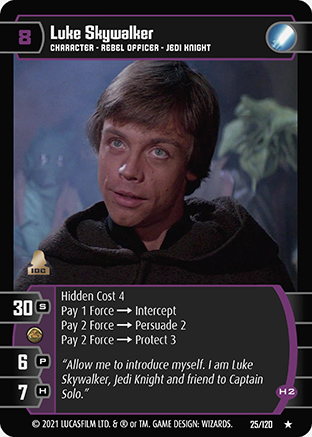 8 Luke Skywalker
CHARACTER - REBEL OFFICER - JEDI KNIGHT
IDC
30 S
6 P
7 H
Hidden Cost 4
Pay 1 Force → Intercept
Pay 2 Force → Persuade 2
Pay 2 Force → Protect 3
“Allow me to introduce myself. I am Luke
Skywalker, Jedi Knight and friend to Captain
Solo.”
H2
© 2021 LUCASFILM LTD. & ® or TM. GAME DESIGN: WIZARDS. 25/120 ★